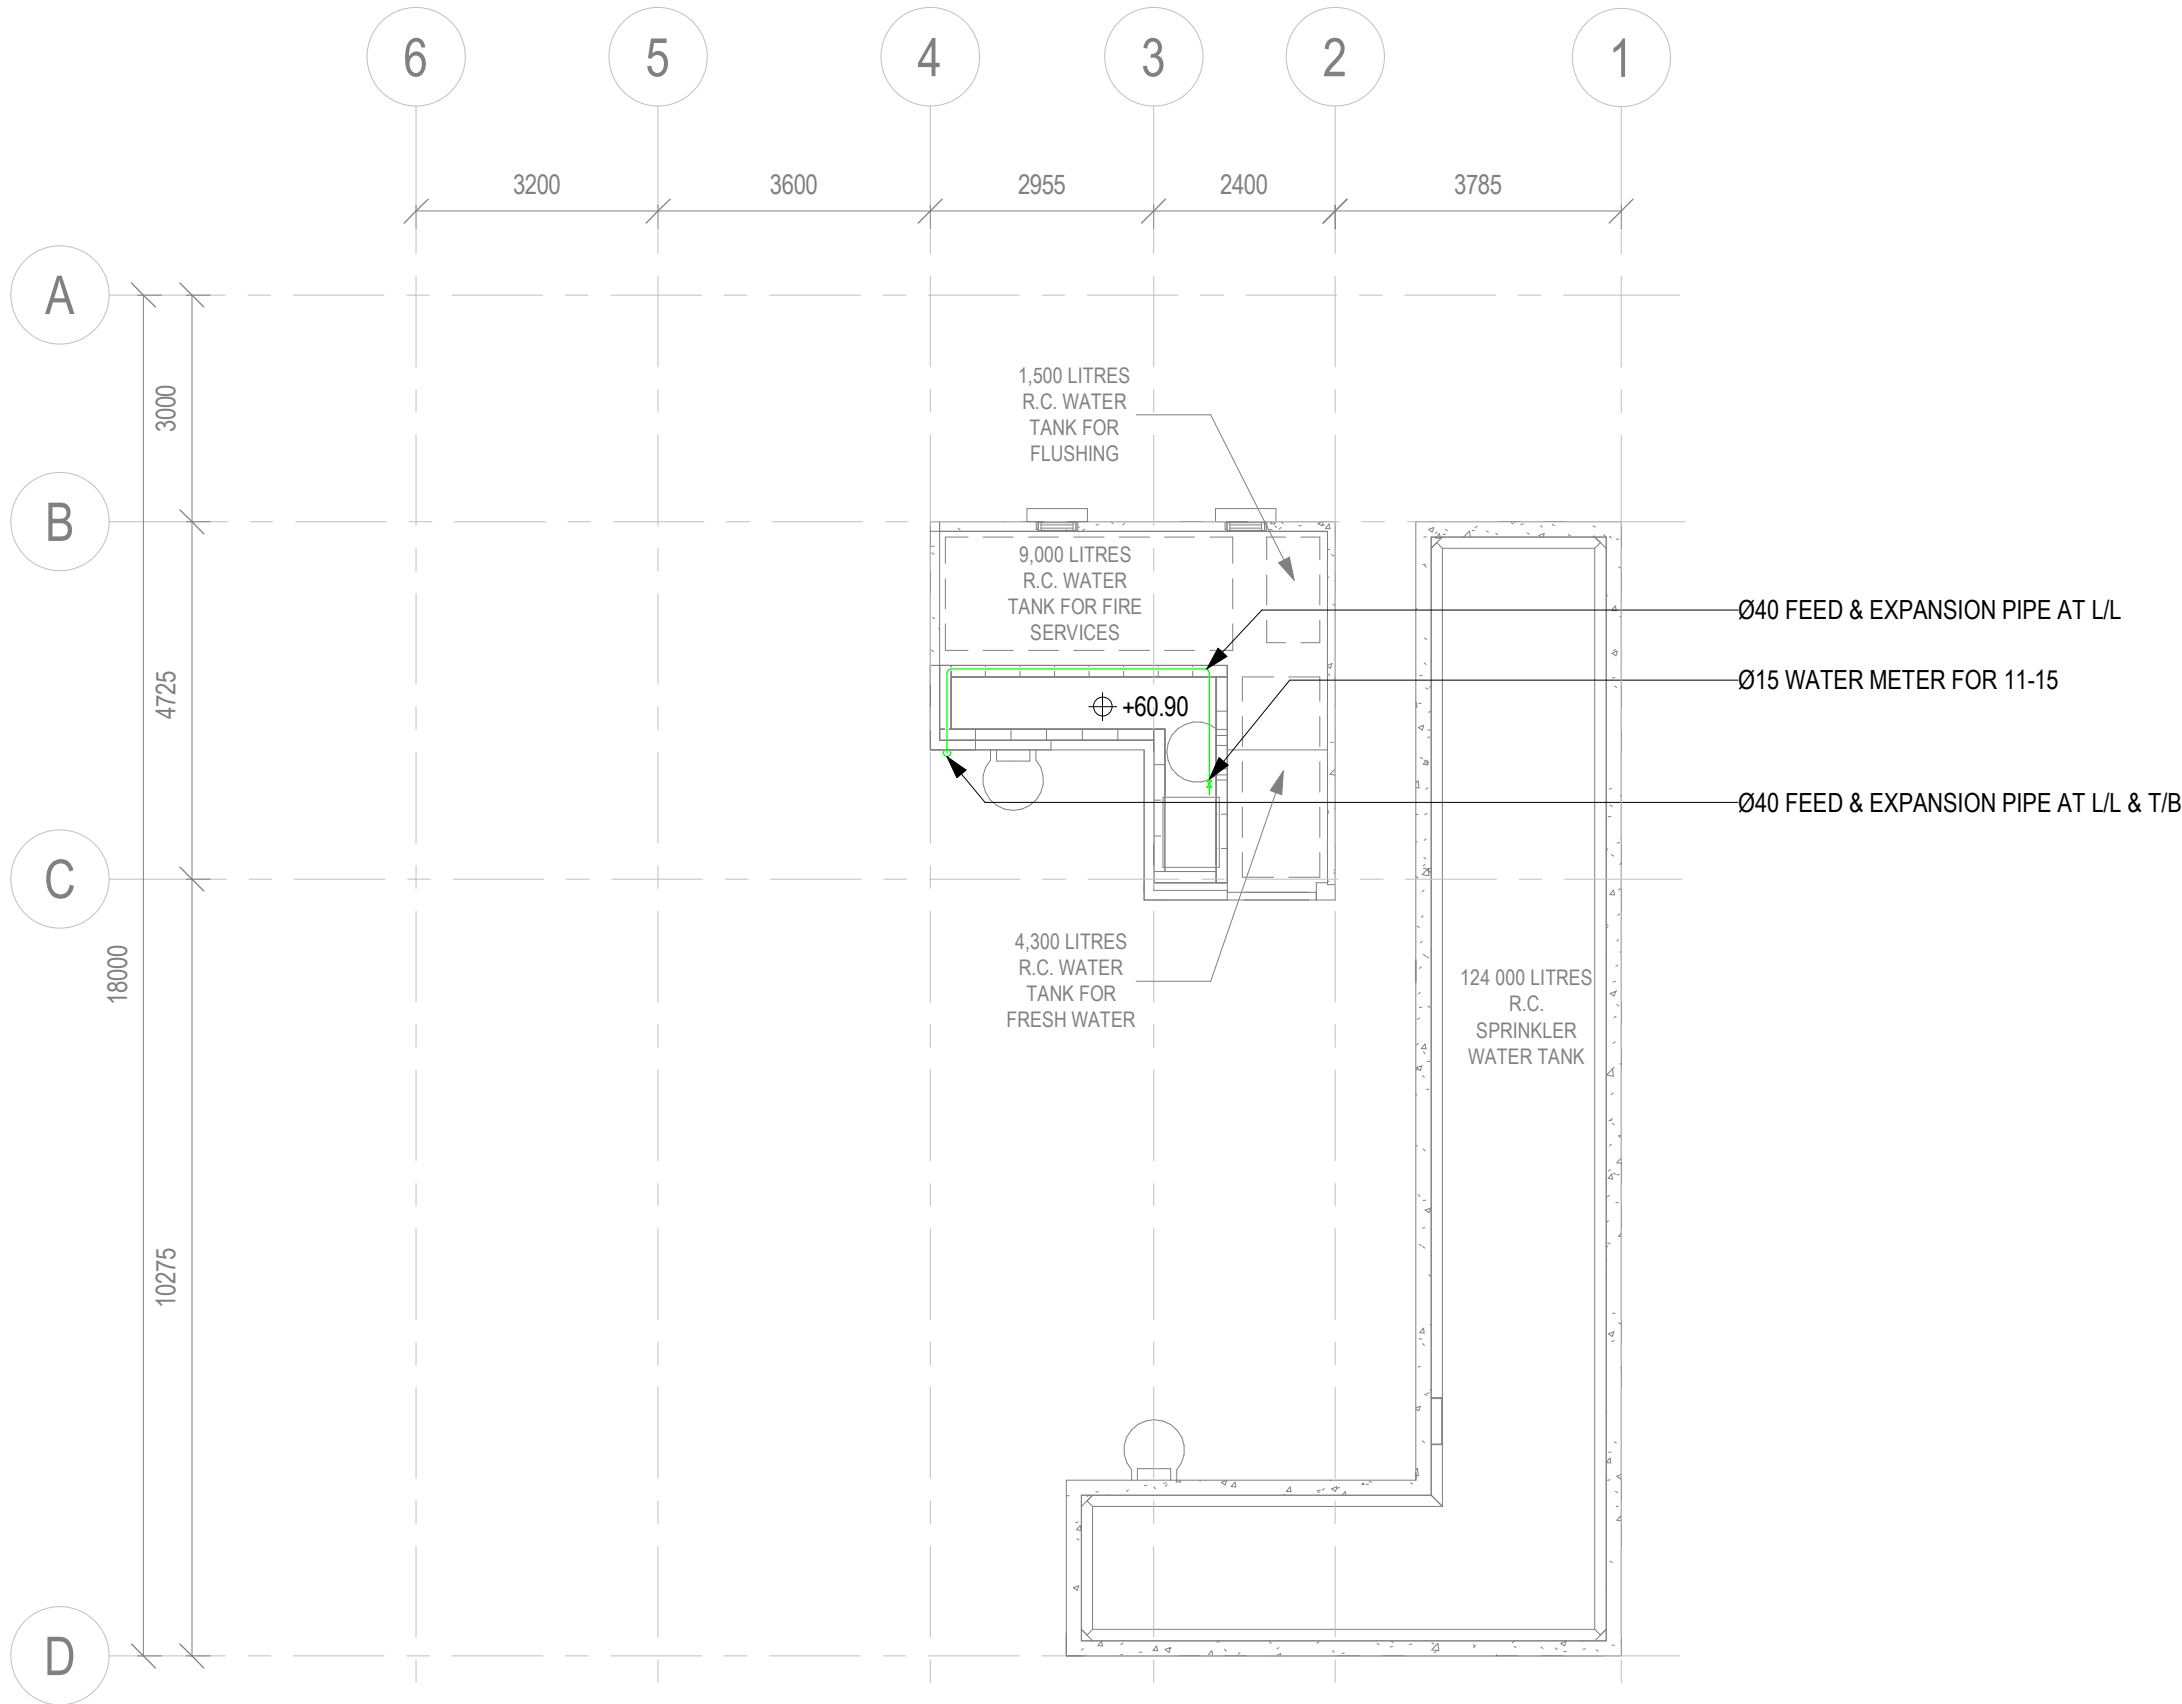 6
5
4
3
2
1
3200
3600
2955
2400
3785
A
B
C
D
3000
4725
10275
18000
1,500 LITRES
R.C. WATER
TANK FOR
FLUSHING
9,000 LITRES
R.C. WATER
TANK FOR FIRE
SERVICES
Ø40 FEED & EXPANSION PIPE AT L/L
Ø15 WATER METER FOR 11-15
+60.90
Ø40 FEED & EXPANSION PIPE AT L/L & T/B
4,300 LITRES
R.C. WATER
TANK FOR
FRESH WATER
124 000 LITRES
R.C.
SPRINKLER
WATER TANK